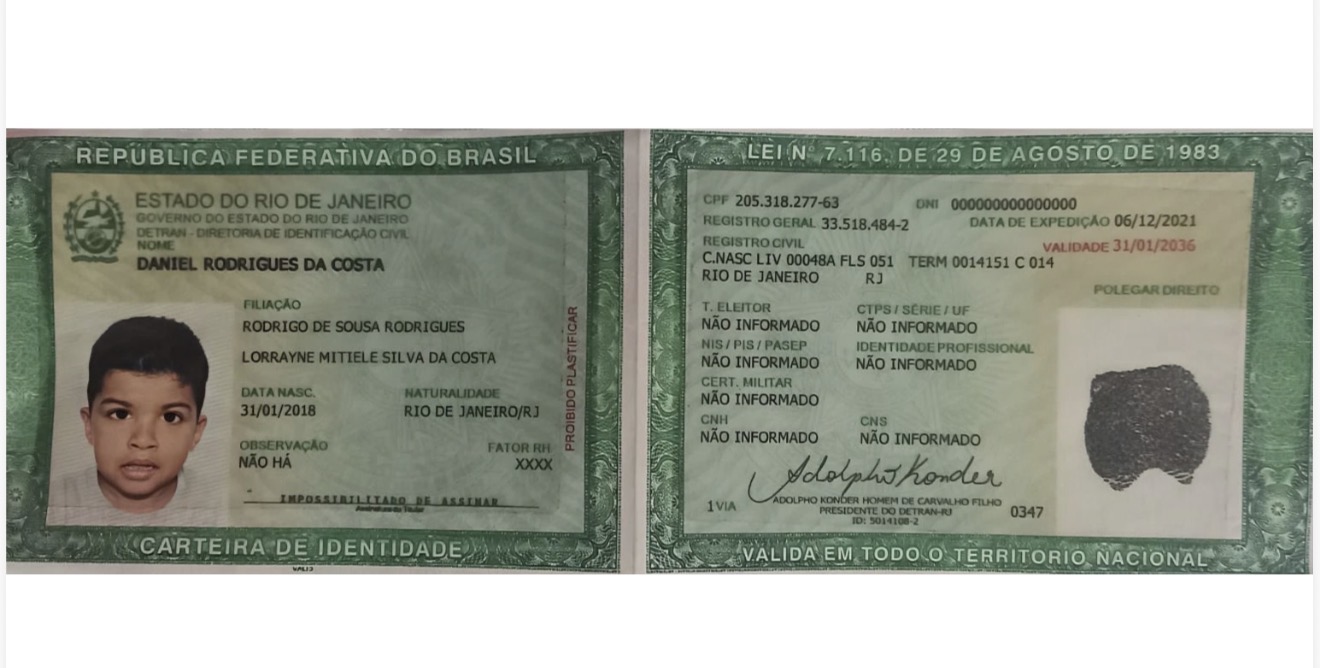 REPÚBLICA FEDERATIVA DO BRASIL
ESTADO DO RIO DE JANEIRO
GOVERNO DO ESTADO DO RIO DE JANEIRO
DETRAN - DIRETORIA DE IDENTIFICAÇÃO CIVIL
NOME
DANIEL RODRIGUES DA COSTA
FILIAÇÃO
RODRIGO DE SOUSA RODRIGUES
LORRAYNE MITIELE SILVA DA COSTA
DATA NASC. NATURALIDADE
31/01/2018 RIO DE JANEIRO/RJ
OBSERVAÇÃO FATOR RH
NÃO HÁ XXXX
IMPOSSIBILITADO DE ASSINAR
Assinatura do Titular
PROIBIDO PLASTIFICAR
CARTEIRA DE IDENTIDADE
LEI Nº 7.116, DE 29 DE AGOSTO DE 1983
CPF 205.318.277-63 DNI 000000000000000
REGISTRO GERAL 33.518.484-2 DATA DE EXPEDIÇÃO 06/12/2021
REGISTRO CIVIL VALIDADE 31/01/2036
C.NASC LIV 00048A FLS 051 TERM 0014151 C 014
RIO DE JANEIRO RJ
POLEGAR DIREITO
T. ELEITOR CTPS / SÉRIE / UF
NÃO INFORMADO NÃO INFORMADO
NIS / PIS / PASEP IDENTIDADE PROFISSIONAL
NÃO INFORMADO NÃO INFORMADO
CERT. MILITAR
NÃO INFORMADO
CNH CNS
NÃO INFORMADO NÃO INFORMADO
Adolpho Konder
1 VIA ADOLPHO KONDER HOMEM DE CARVALHO FILHO
PRESIDENTE DO DETRAN-RJ 0347
ID: 5014108-2
VALIDA EM TODO O TERRITORIO NACIONAL